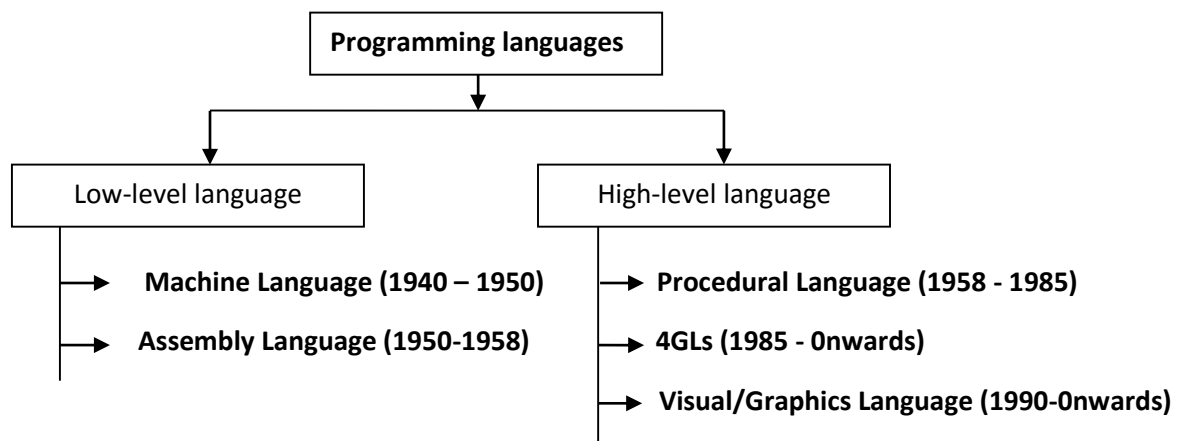 Programming languages
Low-level language
High-level language
Machine Language (1940 – 1950)
Assembly Language (1950-1958)
Procedural Language (1958 - 1985)
4GLs (1985 - 0nwards)
Visual/Graphics Language (1990-0nwards)